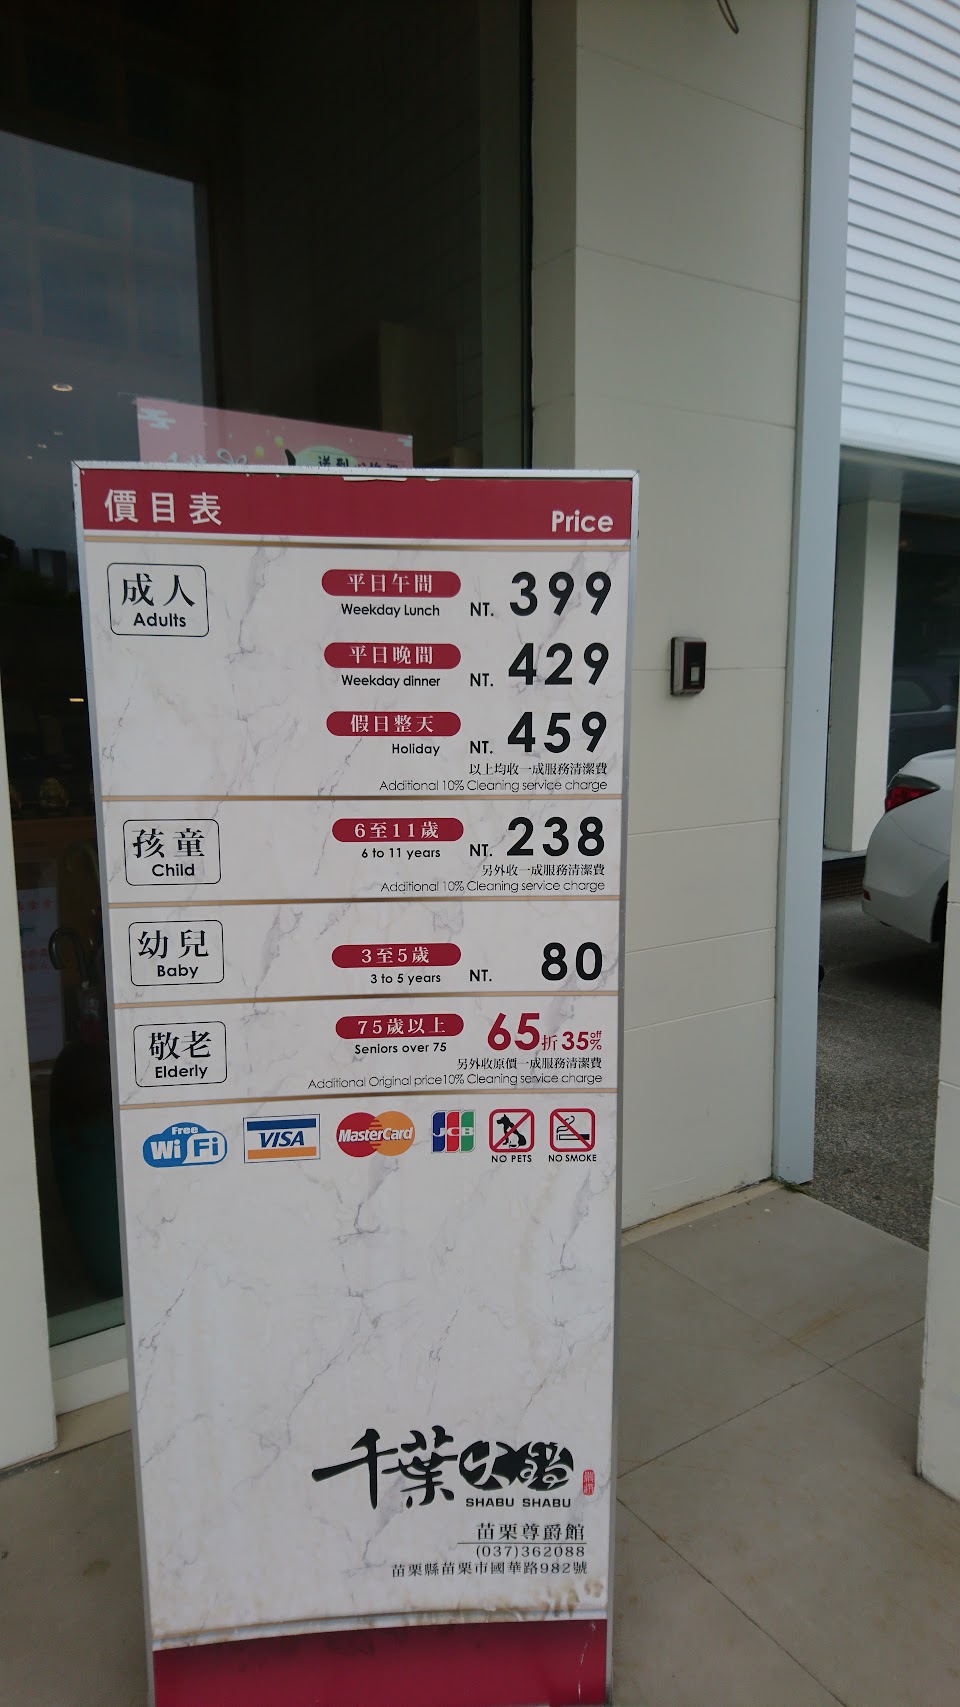 價目表
Price
成人
Adults
平日午間
Weekday Lunch
NT. 399
平日晚間
Weekday dinner
NT. 429
假日整天
Holiday
NT. 459
以上均收一成服務清潔費
Additional 10% Cleaning service charge
孩童
Child
6至11歲
6 to 11 years
NT. 238
另外收一成服務清潔費
Additional 10% Cleaning service charge
幼兒
Baby
3至5歲
3 to 5 years
NT. 80
敬老
Elderly
75歲以上
Seniors over 75
65折 35% off
另外收原價一成服務清潔費
Additional Original price10% Cleaning service charge
Free
Wi Fi
VISA
MasterCard
JCB
NO PETS
NO SMOKE
千葉火鍋
SHABU SHABU
苗栗尊爵館
(037)362088
苗栗縣苗栗市國華路982號